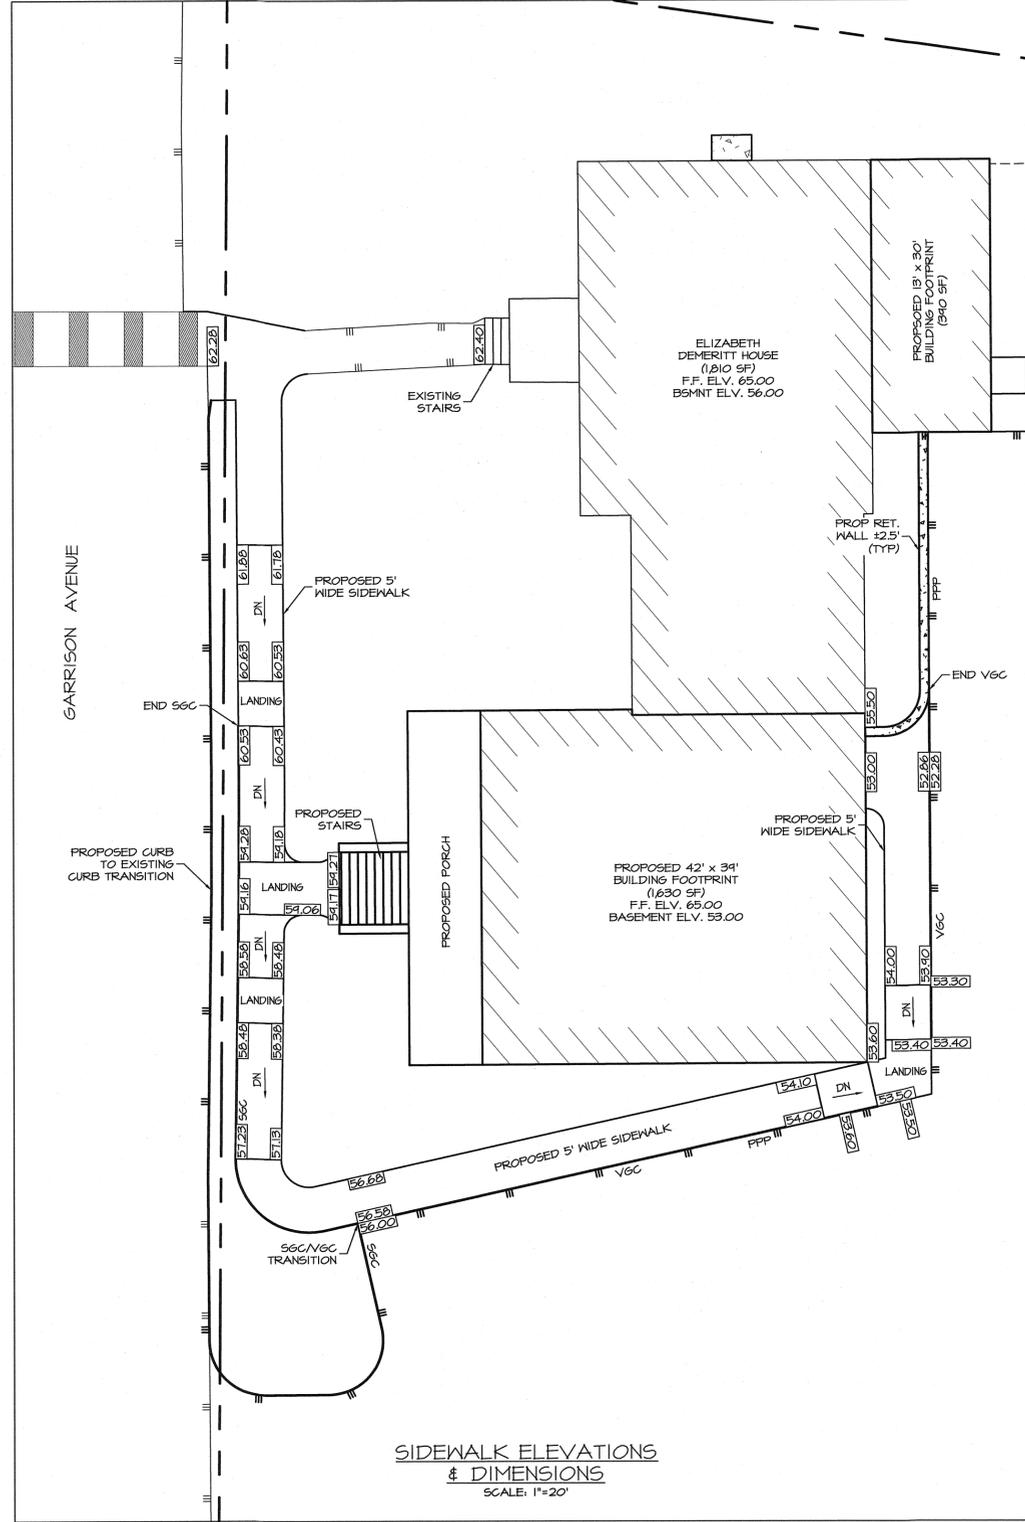 62.28
62.40
EXISTING
STAIRS
ELIZABETH
DEMERITT HOUSE
(1,810 SF)
F.F. ELV. 65.00
BSMNT ELV. 56.00
PROPSOED 13' x 30'
BUILDING FOOTPRINT
(390 SF)
PROP RET.
WALL ±2.5'
(TYP)
PPP
GARRISON AVENUE
61.88
61.78
DN
PROPOSED 5'
WIDE SIDEWALK
60.63
60.53
LANDING
END SGC
END VGC
55.50
60.53
60.43
DN
53.00
52.86
52.28
PROPOSED
STAIRS
PROPOSED 5'
WIDE SIDEWALK
59.28
59.18
PROPOSED CURB
TO EXISTING
CURB TRANSITION
59.16
LANDING
59.27
59.17
59.06
PROPOSED PORCH
PROPOSED 42' x 39'
BUILDING FOOTPRINT
(1,630 SF)
F.F. ELV. 65.00
BASEMENT ELV. 53.00
VGC
58.58
DN
58.48
54.00
53.90
53.30
LANDING
DN
58.48
58.38
53.60
53.40
53.40
DN
LANDING
SGC
54.10
DN
53.50
53.50
54.00
53.60
57.23
57.13
PROPOSED 5' WIDE SIDEWALK
PPP
VGC
56.68
56.58
56.00
SGC/VGC
TRANSITION
SGC
SIDEWALK ELEVATIONS
& DIMENSIONS
SCALE: 1"=20'